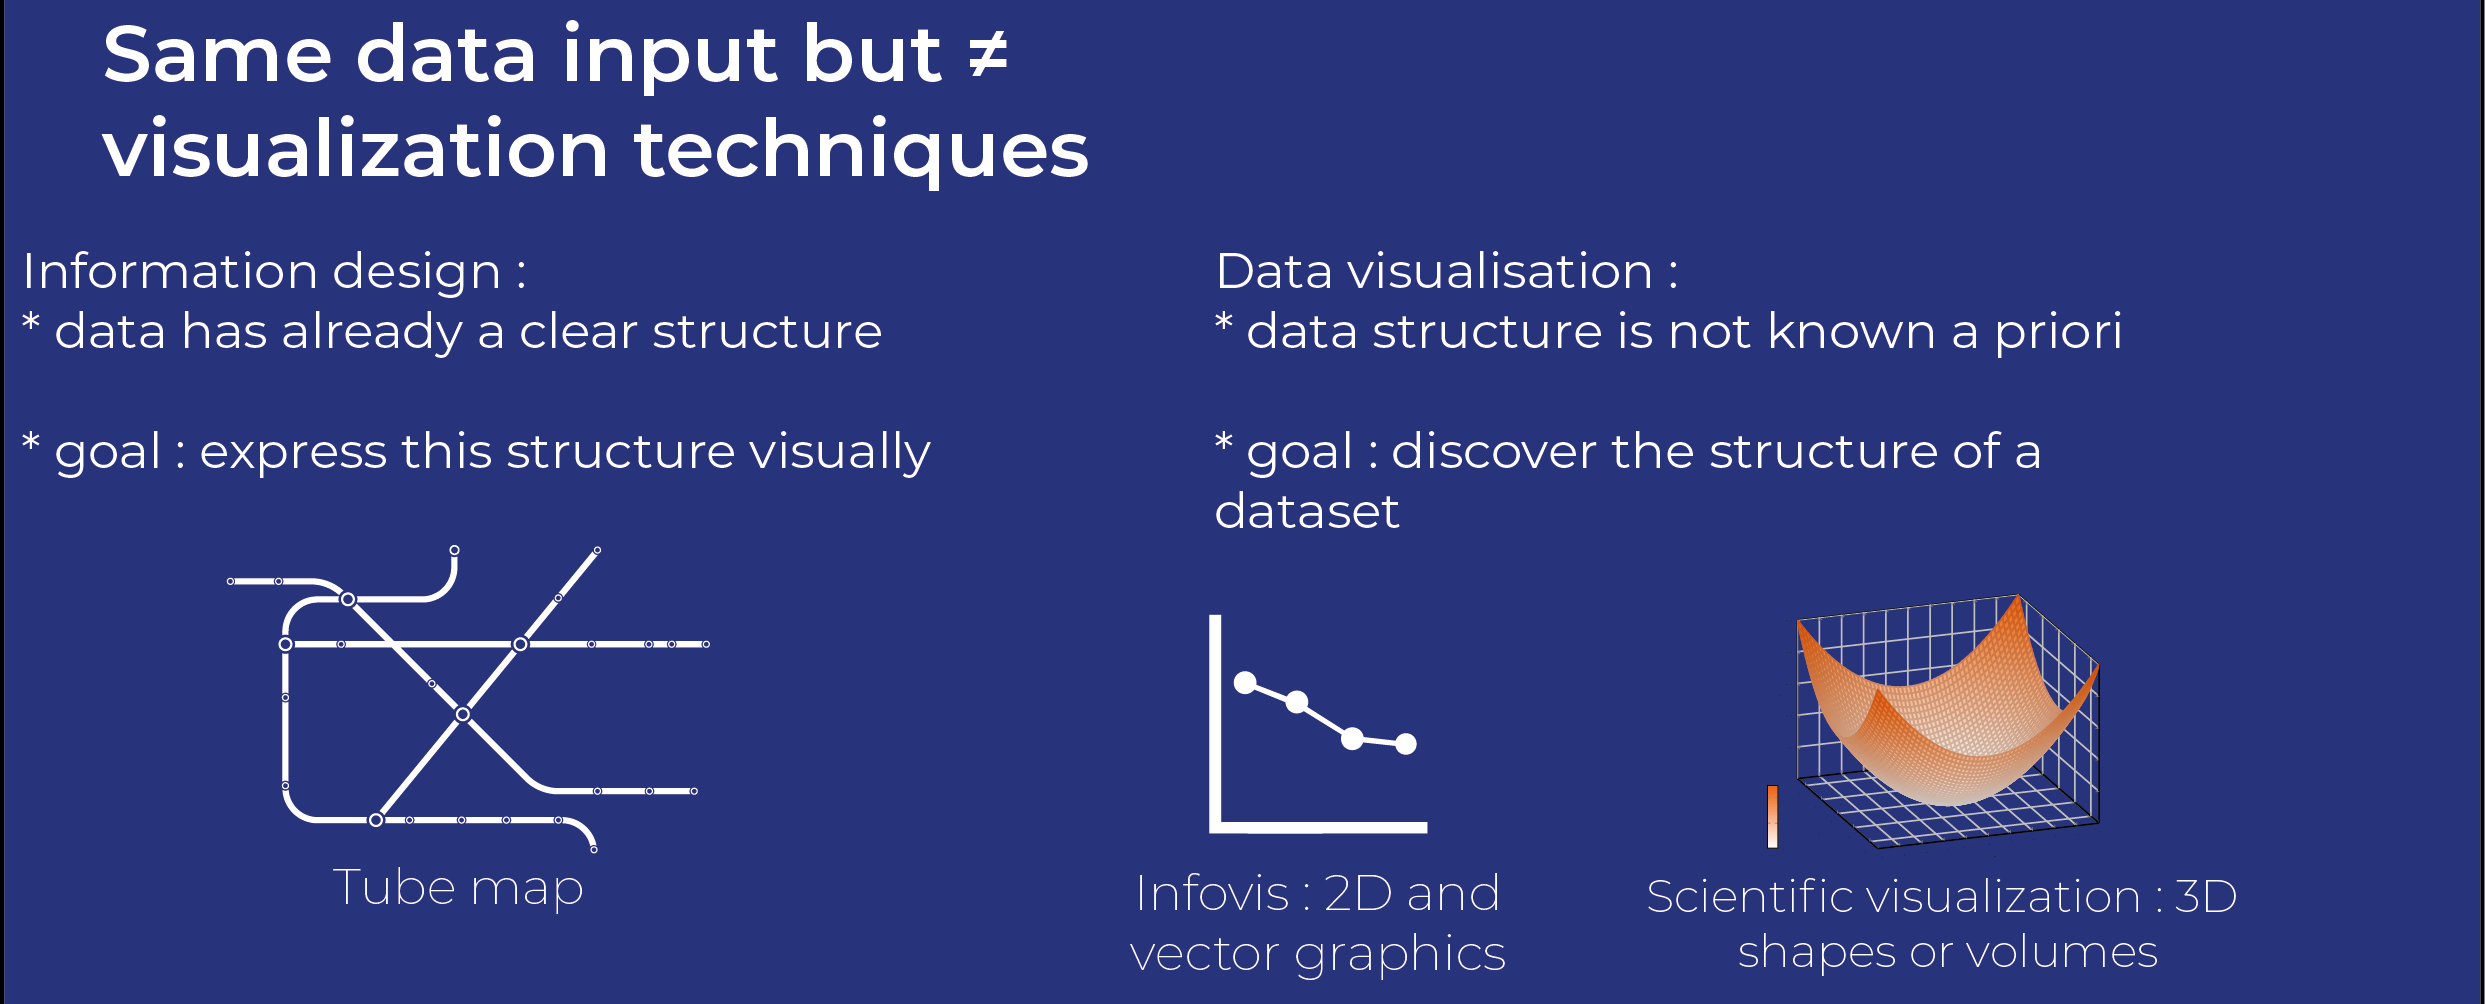 Same data input but ≠
visualization techniques
Information design :
* data has already a clear structure
* goal : express this structure visually
Tube map
Data visualisation :
* data structure is not known a priori
* goal : discover the structure of a
dataset
Infovis : 2D and
vector graphics
Scientific visualization : 3D
shapes or volumes